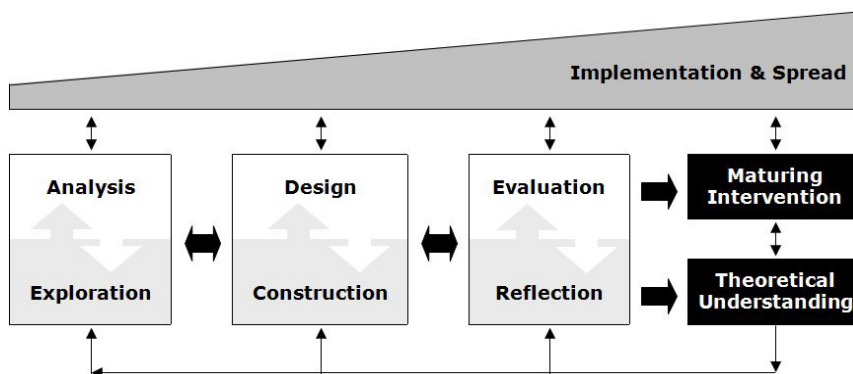 Implementation & Spread
Analysis
Exploration
Design
Construction
Evaluation
Reflection
Maturing
Intervention
Theoretical
Understanding